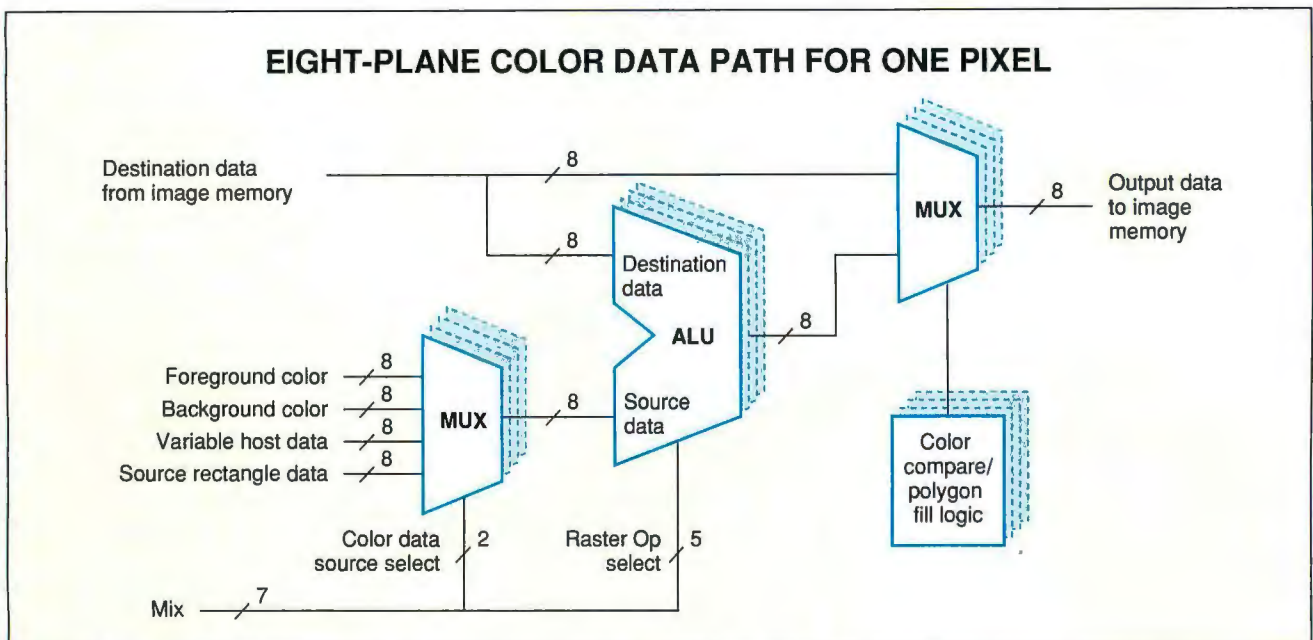 EIGHT-PLANE COLOR DATA PATH FOR ONE PIXEL
Destination data
from image memory
8
8
Destination
data
ALU
Source
data
8
MUX
8
Output data
to image
memory
Foreground color
8
Background color
8
Variable host data
8
Source rectangle data
8
MUX
8
Color
compare/
polygon
fill logic
Color data
source select
2
Raster Op
select
5
Mix
7